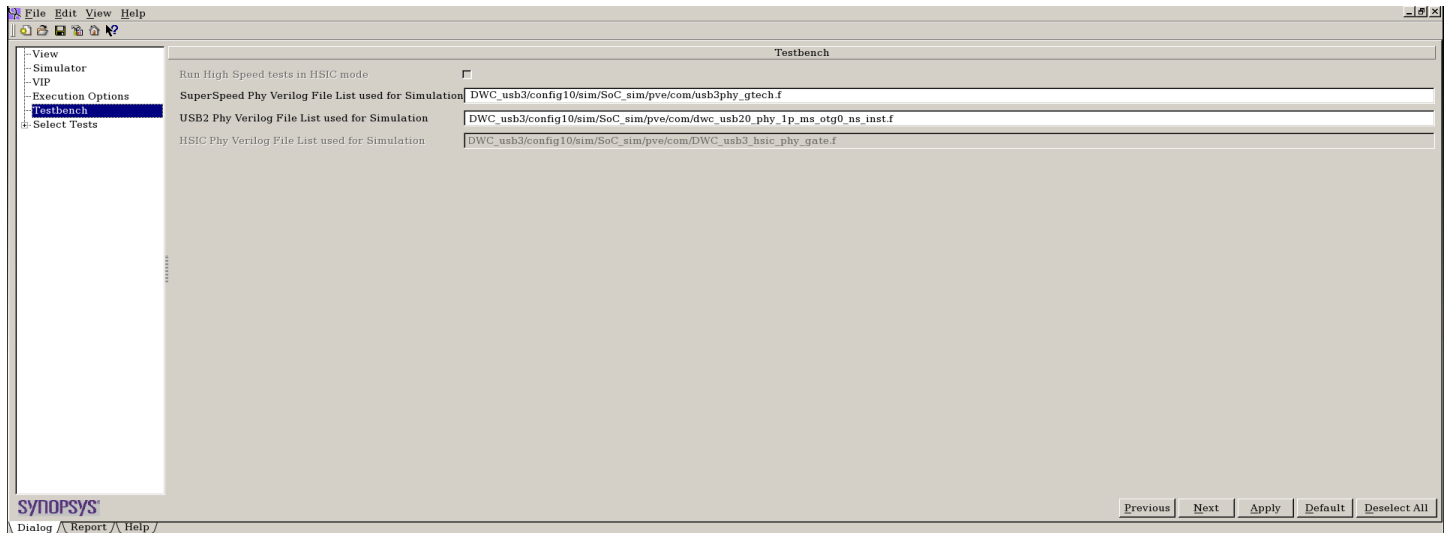 File Edit View Help
View
Simulator
VIP
Execution Options
Testbench
Select Tests
Testbench
Run High Speed tests in HSIC mode
SuperSpeed Phy Verilog File List used for Simulation DWC_usb3/config10/sim/SoC_sim/pve/com/usb3phy_gtech.f
USB2 Phy Verilog File List used for Simulation DWC_usb3/config10/sim/SoC_sim/pve/com/dwc_usb20_phy_1p_ms_otg0_ns_inst.f
HSIC Phy Verilog File List used for Simulation DWC_usb3/config10/sim/SoC_sim/pve/com/DWC_usb3_hsic_phy_gate.f
SYNOPSYS®
Previous Next Apply Default Deselect All
Dialog Report Help